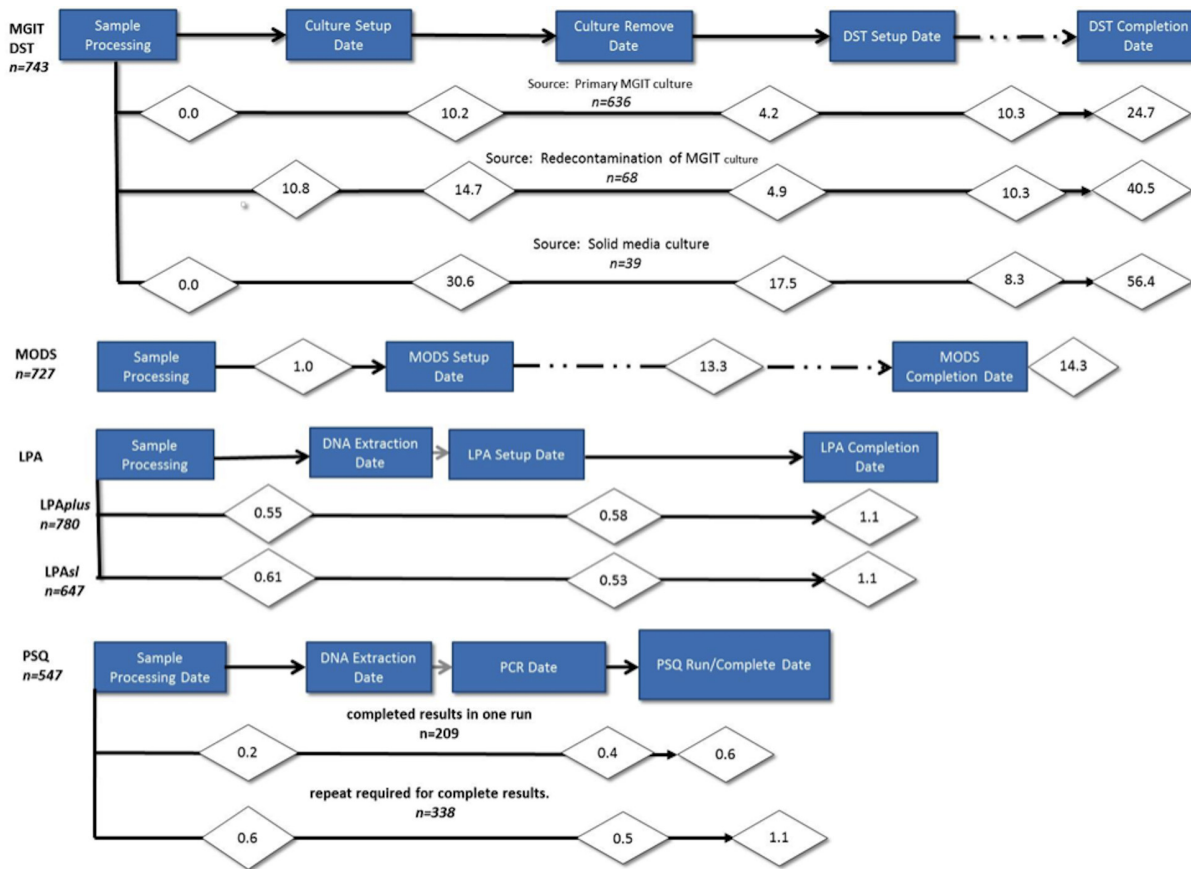 MGIT
DST
n=743
Sample
Processing
Culture Setup
Date
Culture Remove
Date
DST Setup Date
DST Completion
Date
Source: Primary MGIT culture
n=636
0.0
10.2
4.2
10.3
24.7
Source: Redecontamination of MGIT culture
n=68
10.8
14.7
4.9
10.3
40.5
Source: Solid media culture
n=39
0.0
30.6
17.5
8.3
56.4
MODS
n=727
Sample
Processing
1.0
MODS Setup
Date
13.3
MODS
Completion Date
14.3
LPA
Sample
Processing
DNA Extraction
Date
LPA Setup Date
LPA Completion
Date
LPAplus
n=780
0.55
0.58
1.1
LPAsl
n=647
0.61
0.53
1.1
PSQ
n=547
Sample
Processing Date
DNA Extraction
Date
PCR Date
PSQ Run/Complete Date
completed results in one run
n=209
0.2
0.4
0.6
repeat required for complete results.
n=338
0.6
0.5
1.1